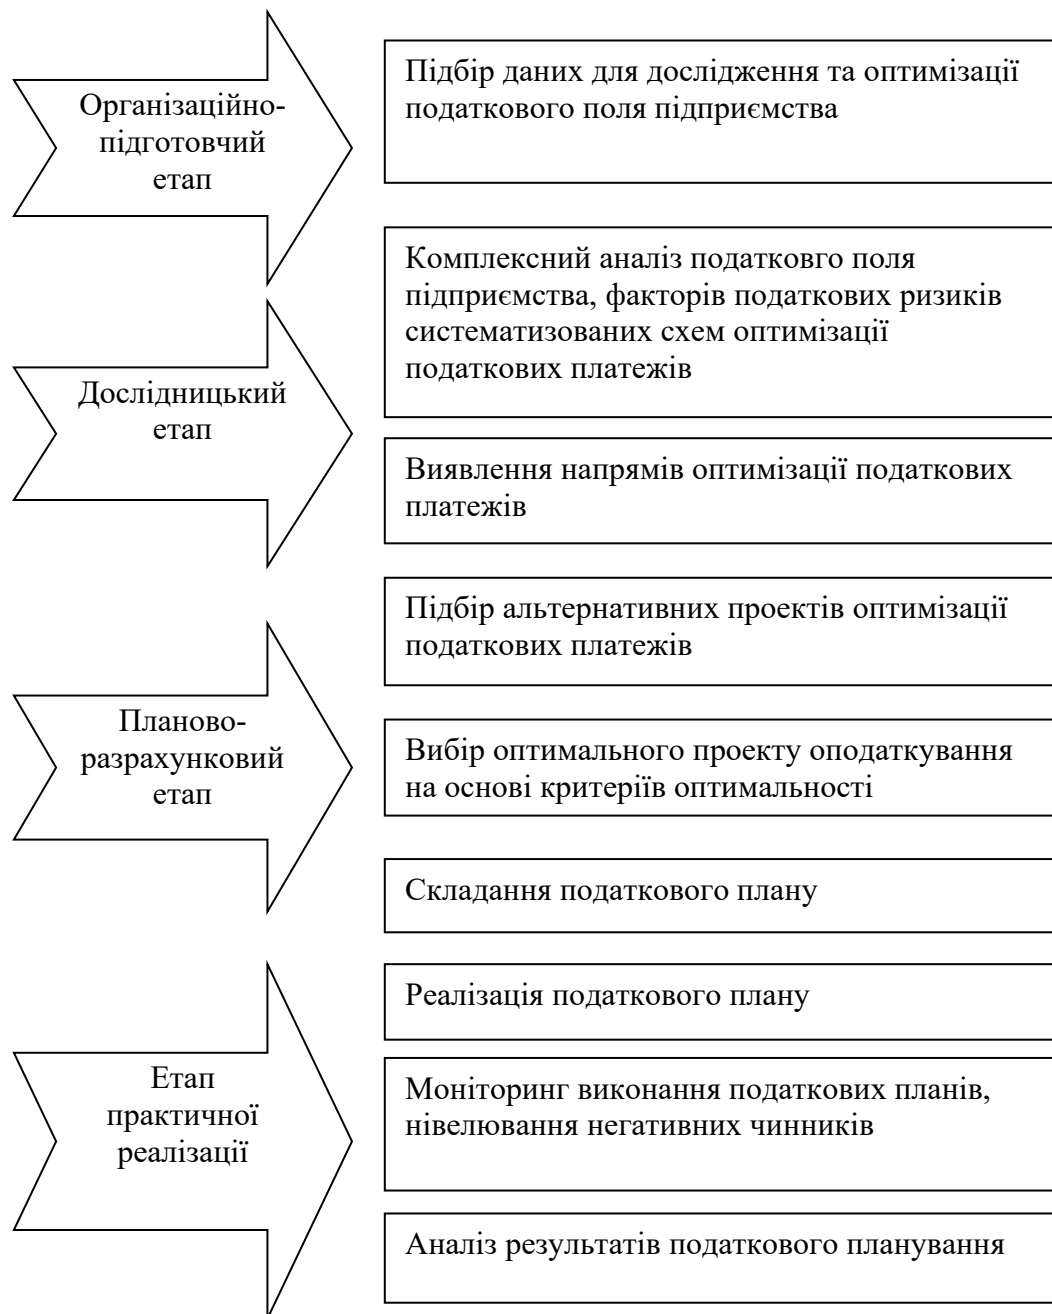 Організаційно-
підготовчий
етап
Підбір даних для дослідження та оптимізації
податкового поля підприємства
Дослідницький
етап
Комплексний аналіз податковго поля
підприємства, факторів податкових ризиків
систематизованих схем оптимізації
податкових платежів
Виявлення напрямів оптимізації податкових
платежів
Планово-
разрахунковий
етап
Підбір альтернативних проектів оптимізації
податкових платежів
Вибір оптимального проекту оподаткування
на основі критеріїв оптимальності
Складання податкового плану
Етап
практичної
реалізації
Реалізація податкового плану
Моніторинг виконання податкових планів,
нівелювання негативних чинників
Аналіз результатів податкового планування